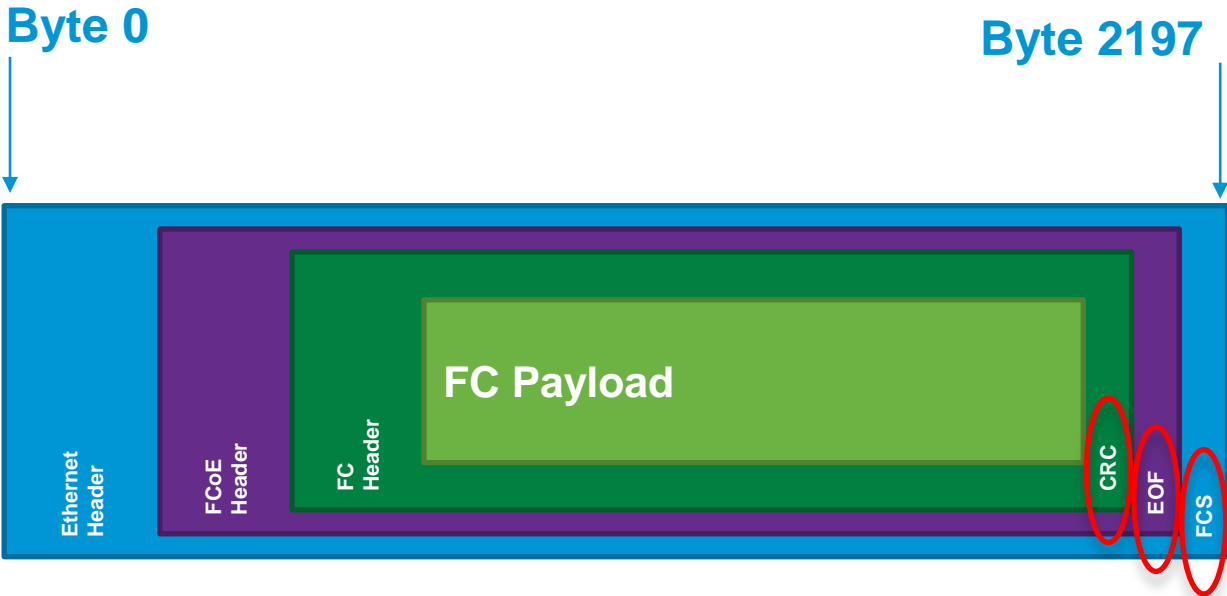 Byte 0
Byte 2197
FC Payload
Ethernet
Header
FCoE
Header
FC
Header
CRC
EOF
FCS